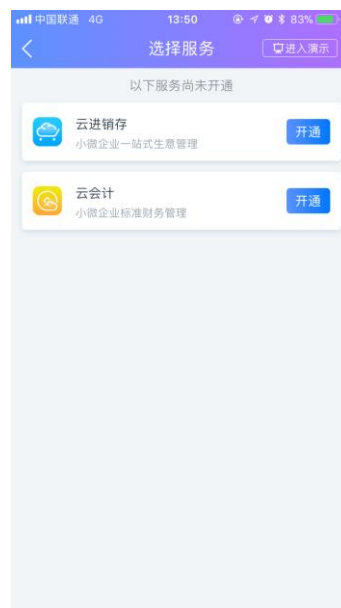 中国联通 4G 13:50 83%
选择服务 进入演示
以下服务尚未开通
云进销存
小微企业一站式生意管理
开通
云会计
小微企业标准财务管理
开通